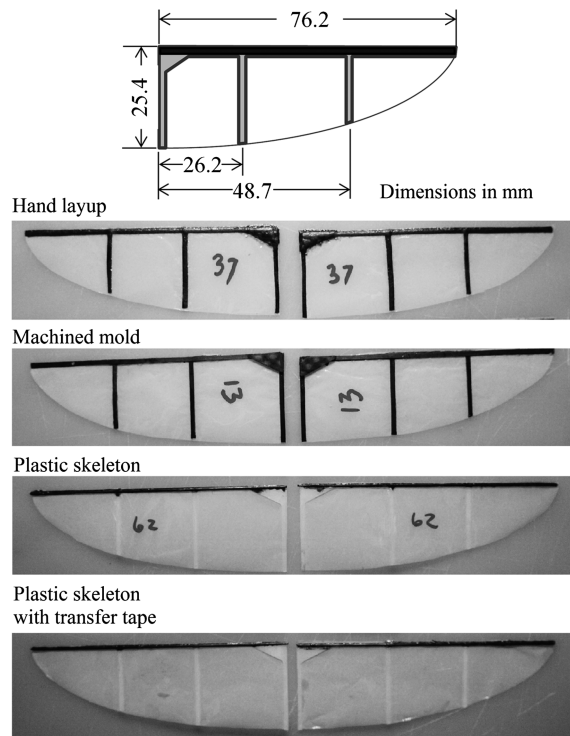 76.2
25.4
26.2
48.7
Dimensions in mm
Hand layup
37 37
Machined mold
13 13
Plastic skeleton
62 62
Plastic skeleton
with transfer tape